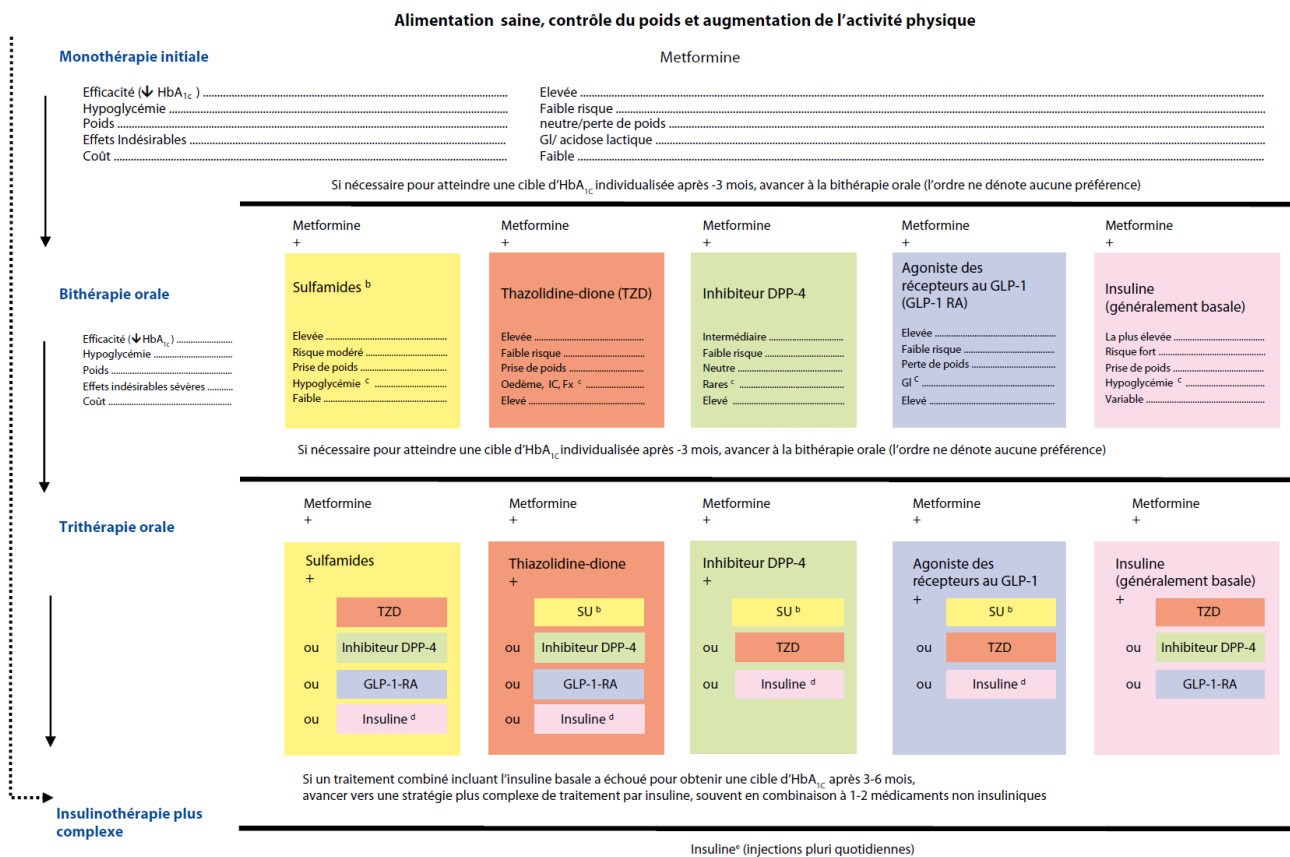 Alimentation saine, contrôle du poids et augmentation de l'activité physique
Monothérapie initiale
Metformine
Efficacité (↓ HbA1c) ..... Elevée .....
Hypoglycémie ..... Faible risque .....
Poids ..... neutre/perte de poids .....
Effets Indésirables ..... GI/ acidose lactique .....
Coût ..... Faible .....
Si nécessaire pour atteindre une cible d'HbA1C individualisée après -3 mois, avancer à la bithérapie orale (l'ordre ne dénote aucune préférence)
Bithérapie orale
Efficacité (↓HbA1c) .....
Hypoglycémie .....
Poids .....
Effets indésirables sévères .....
Coût .....
Metformine
+
Sulfamides b
Elevée .....
Risque modéré .....
Prise de poids .....
Hypoglycémie c .....
Faible .....
Metformine
+
Thazolidine-dione (TZD)
Elevée .....
Faible risque .....
Prise de poids .....
Oedème, IC, Fx c .....
Elevé .....
Metformine
+
Inhibiteur DPP-4
Intermédiaire .....
Faible risque .....
Neutre .....
Rares c .....
Elevé .....
Metformine
+
Agoniste des
récepteurs au GLP-1
(GLP-1 RA)
Elevée .....
Faible risque .....
Perte de poids .....
GI C .....
Elevé .....
Metformine
+
Insuline
(généralement basale)
La plus élevée .....
Risque fort .....
Prise de poids .....
Hypoglycémie c .....
Variable .....
Si nécessaire pour atteindre une cible d'HbA1C individualisée après -3 mois, avancer à la bithérapie orale (l'ordre ne dénote aucune préférence)
Trithérapie orale
Metformine
+
Sulfamides
+
TZD
ou Inhibiteur DPP-4
ou GLP-1-RA
ou Insuline d
Metformine
+
Thiazolidine-dione
+
SU b
ou Inhibiteur DPP-4
ou GLP-1-RA
ou Insuline d
Metformine
+
Inhibiteur DPP-4
+
SU b
ou TZD
ou Insuline d
Metformine
+
Agoniste des
récepteurs au GLP-1
+
SU b
ou TZD
ou Insuline d
Metformine
+
Insuline
(généralement basale)
+
TZD
ou Inhibiteur DPP-4
ou GLP-1-RA
Si un traitement combiné incluant l'insuline basale a échoué pour obtenir une cible d'HbA1C après 3-6 mois,
avancer vers une stratégie plus complexe de traitement par insuline, souvent en combinaison à 1-2 médicaments non insuliniques
Insulinothérapie plus
complexe
Insuline e (injections pluri quotidiennes)